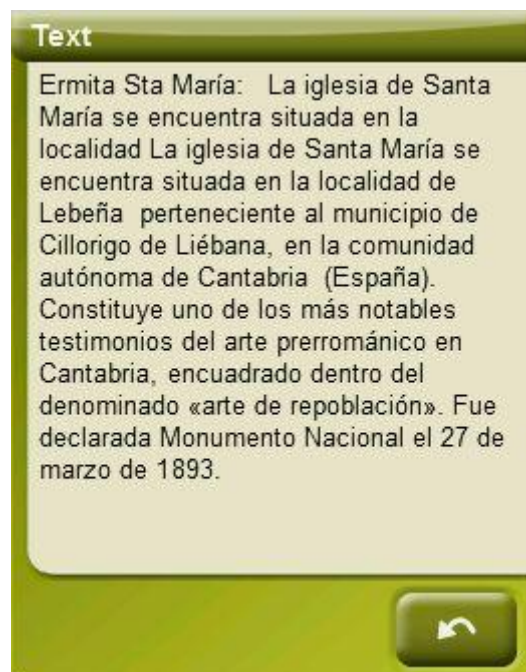 Text
Ermita Sta María:   La iglesia de Santa
María se encuentra situada en la
localidad La iglesia de Santa María se
encuentra situada en la localidad de
Lebeña  perteneciente al municipio de
Cillorigo de Liébana, en la comunidad
autónoma de Cantabria  (España).
Constituye uno de los más notables
testimonios del arte prerrománico en
Cantabria, encuadrado dentro del
denominado «arte de repoblación». Fue
declarada Monumento Nacional el 27 de
marzo de 1893.